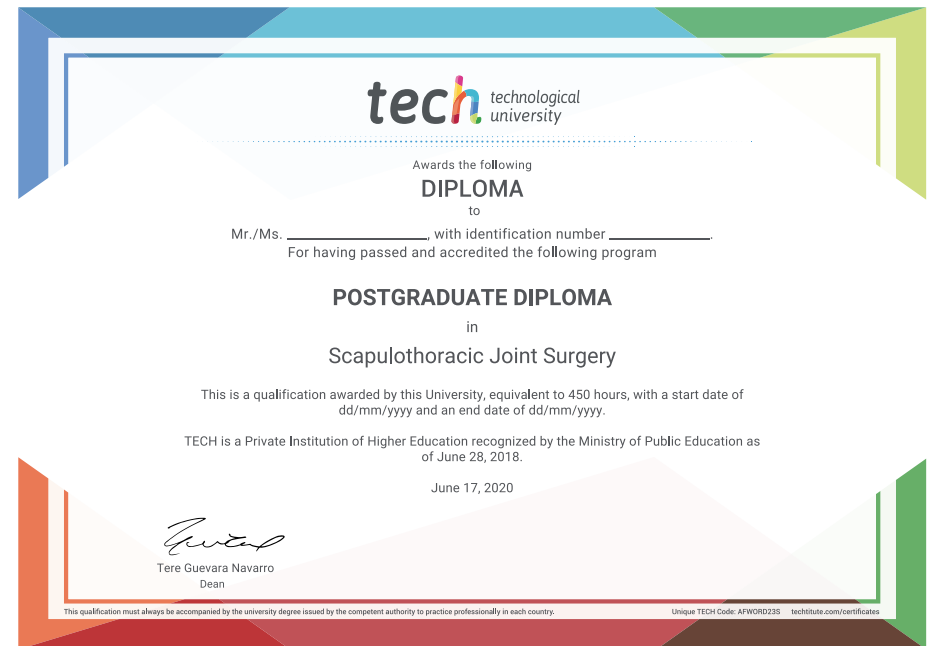 tech technological
university
Awards the following
DIPLOMA
to
Mr./Ms. ____________________, with identification number ______________.
For having passed and accredited the following program
POSTGRADUATE DIPLOMA
in
Scapulothoracic Joint Surgery
This is a qualification awarded by this University, equivalent to 450 hours, with a start date of
dd/mm/yyyy and an end date of dd/mm/yyyy.
TECH is a Private Institution of Higher Education recognized by the Ministry of Public Education as
of June 28, 2018.
June 17, 2020
Tere Guevara Navarro
Dean
This qualification must always be accompanied by the university degree issued by the competent authority to practice professionally in each country.
Unique TECH Code: AFWORD23S techtitute.com/certificates